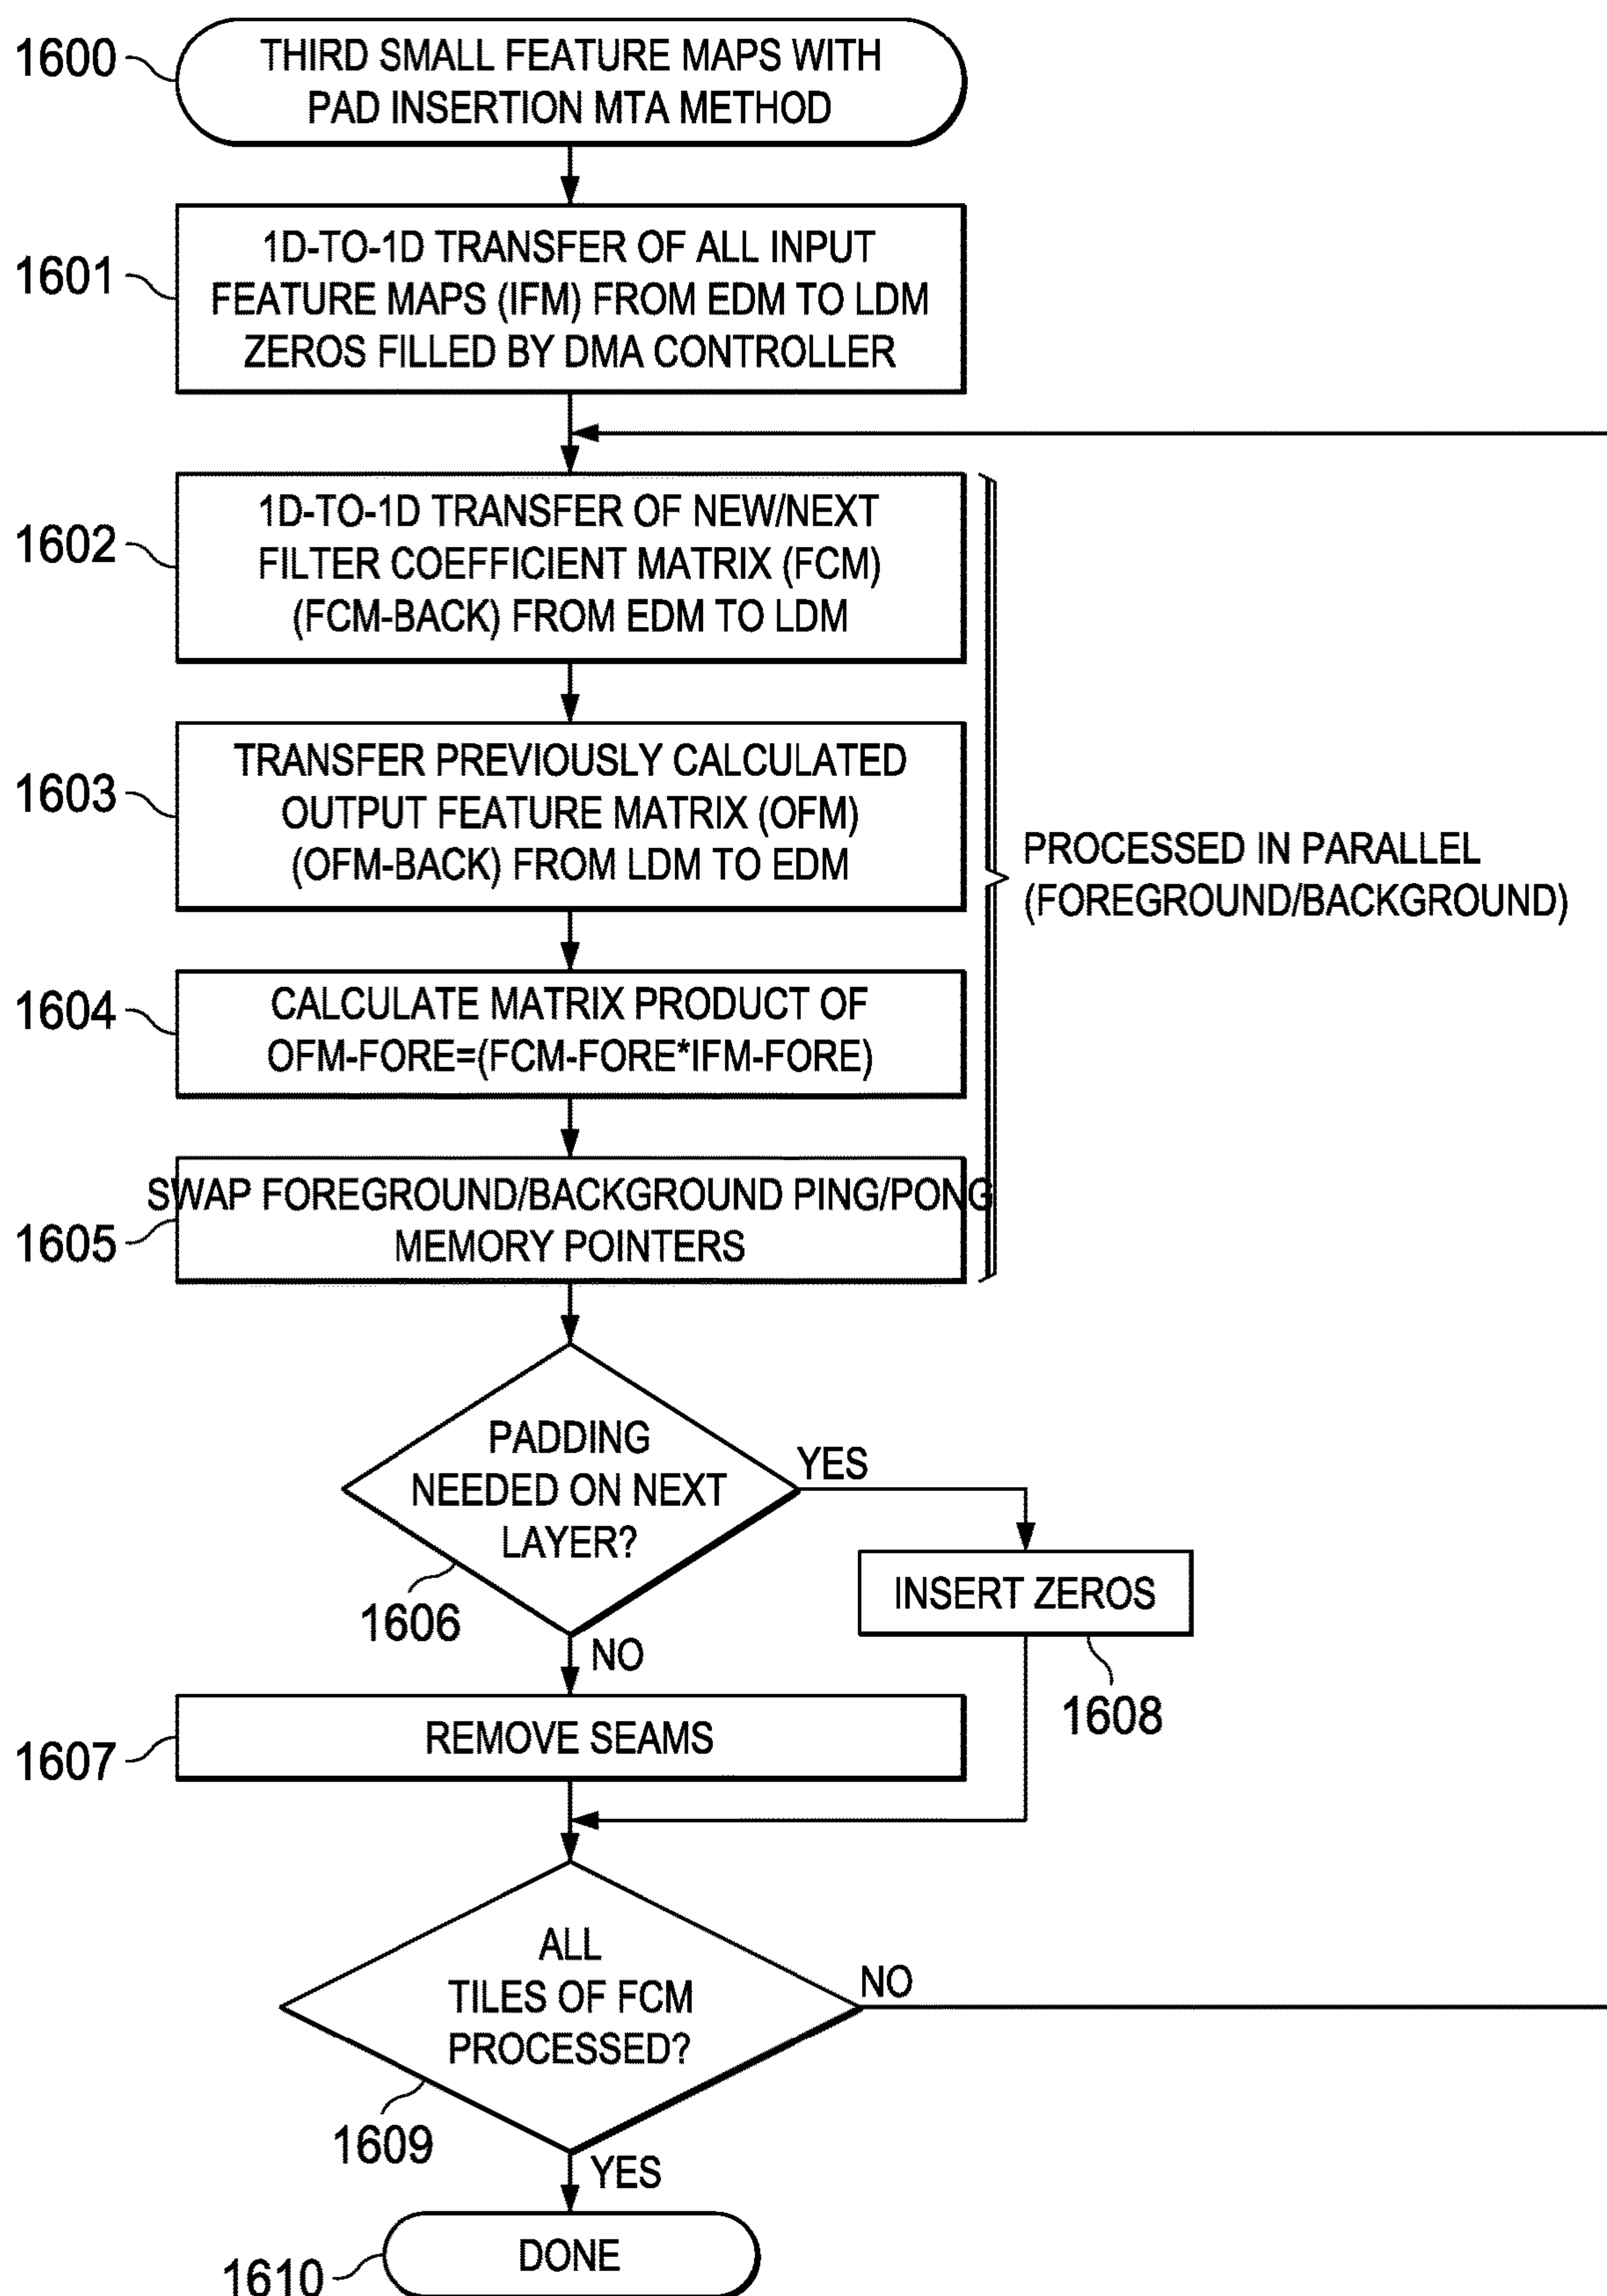 1600
THIRD SMALL FEATURE MAPS WITH
PAD INSERTION MTA METHOD
1601
1D-TO-1D TRANSFER OF ALL INPUT
FEATURE MAPS (IFM) FROM EDM TO LDM
ZEROS FILLED BY DMA CONTROLLER
1602
1D-TO-1D TRANSFER OF NEW/NEXT
FILTER COEFFICIENT MATRIX (FCM)
(FCM-BACK) FROM EDM TO LDM
1603
TRANSFER PREVIOUSLY CALCULATED
OUTPUT FEATURE MATRIX (OFM)
(OFM-BACK) FROM LDM TO EDM
PROCESSED IN PARALLEL
(FOREGROUND/BACKGROUND)
1604
CALCULATE MATRIX PRODUCT OF
OFM-FORE=(FCM-FORE*IFM-FORE)
1605
SWAP FOREGROUND/BACKGROUND PING/PONG
MEMORY POINTERS
PADDING
NEEDED ON NEXT
LAYER?
YES
1606
NO
INSERT ZEROS
1608
1607
REMOVE SEAMS
ALL
TILES OF FCM
PROCESSED?
NO
1609
YES
1610
DONE